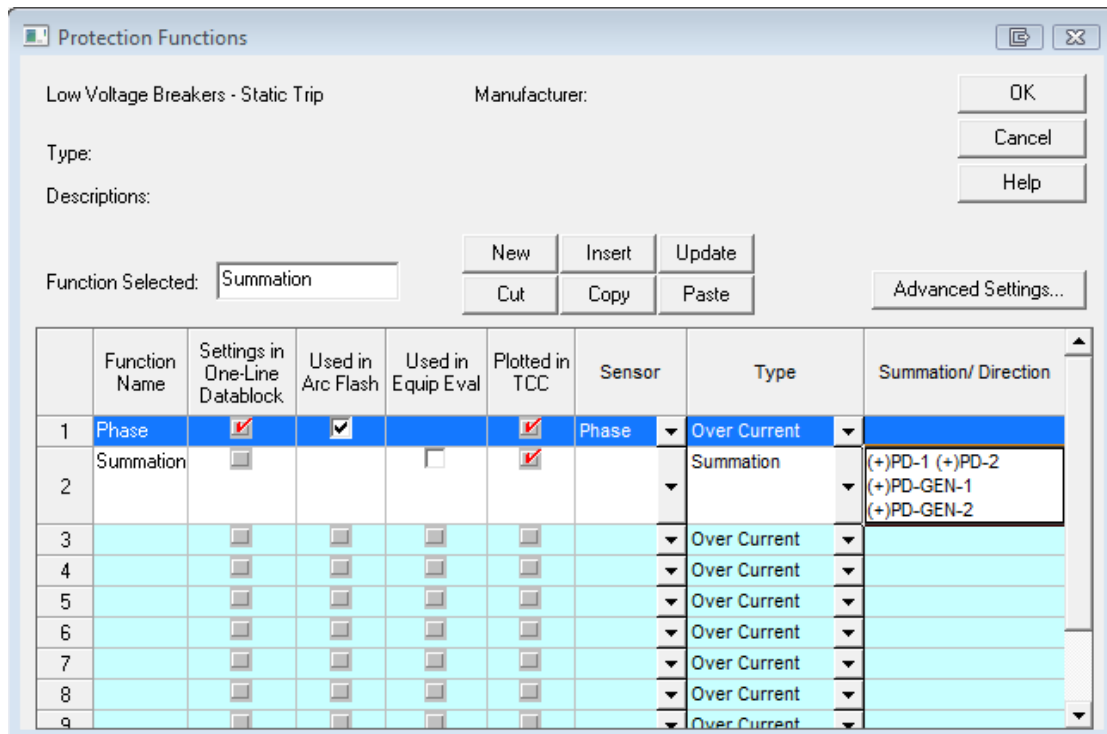 Protection Functions
Low Voltage Breakers - Static Trip
Manufacturer:
OK
Cancel
Type:
Help
Descriptions:
New
Insert
Update
Function Selected:
Summation
Cut
Copy
Paste
Advanced Settings...
Function Name
Settings in One-Line Datablock
Used in Arc Flash
Used in Equip Eval
Plotted in TCC
Sensor
Type
Summation/ Direction
1 Phase Phase Over Current
2 Summation Summation (+)PD-1 (+)PD-2
(+)PD-GEN-1
(+)PD-GEN-2
3 Over Current
4 Over Current
5 Over Current
6 Over Current
7 Over Current
8 Over Current
9 Over Current